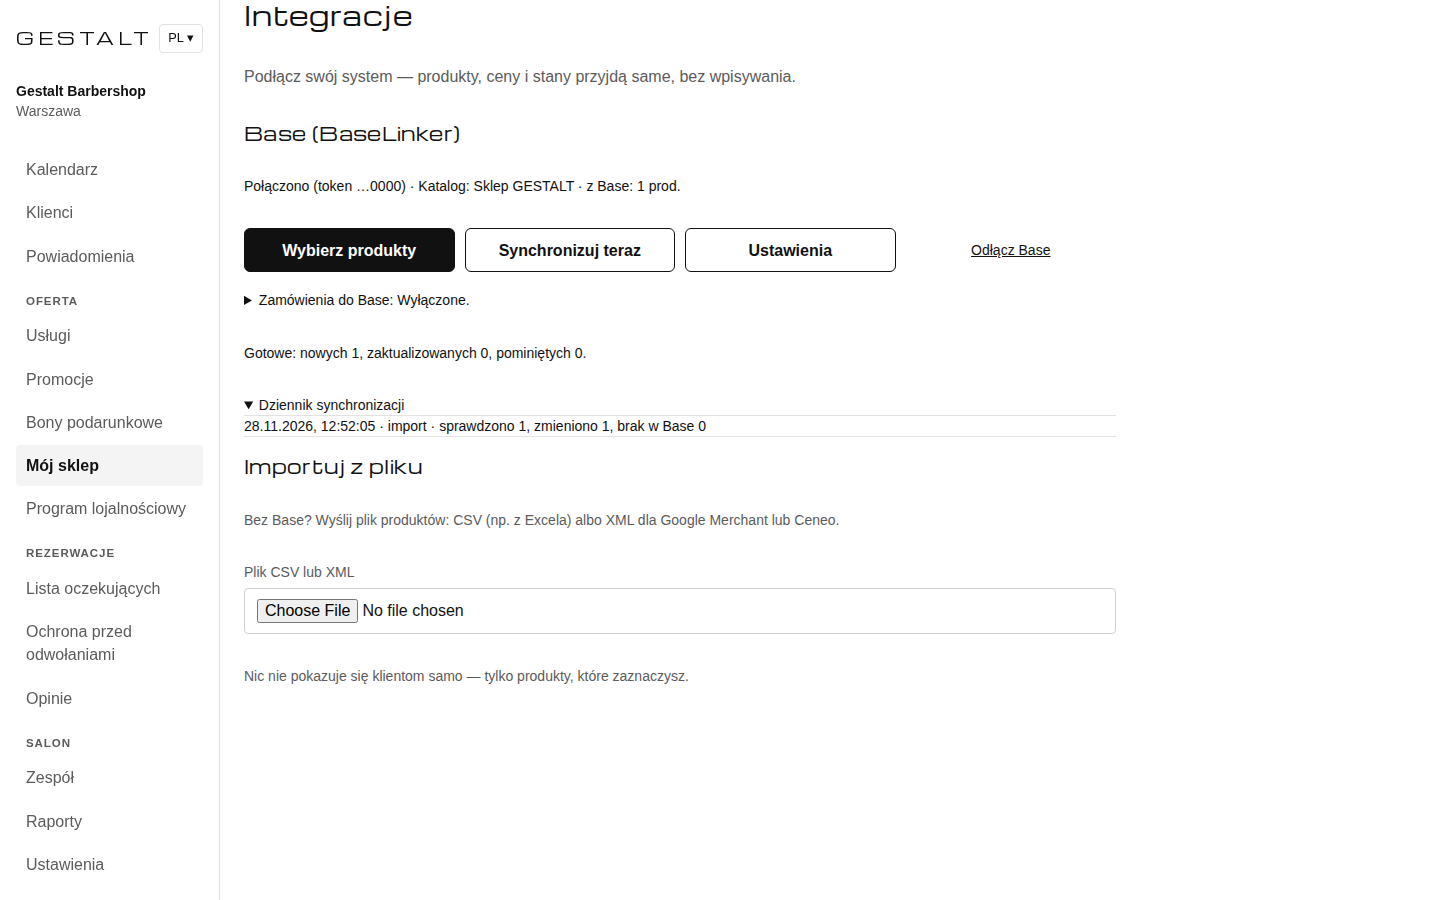 GESTALT
PL ▾
Gestalt Barbershop
Warszawa
Kalendarz
Klienci
Powiadomienia
OFERTA
Usługi
Promocje
Bony podarunkowe
Mój sklep
Program lojalnościowy
REZERWACJE
Lista oczekujących
Ochrona przed
odwołaniami
Opinie
SALON
Zespół
Raporty
Ustawienia
Integracje
Podłącz swój system — produkty, ceny i stany przyjdą same, bez wpisywania.
Base (BaseLinker)
Połączono (token …0000) · Katalog: Sklep GESTALT · z Base: 1 prod.
Wybierz produkty
Synchronizuj teraz
Ustawienia
Odłącz Base
▶ Zamówienia do Base: Wyłączone.
Gotowe: nowych 1, zaktualizowanych 0, pominiętych 0.
▼ Dziennik synchronizacji
28.11.2026, 12:52:05 · import · sprawdzono 1, zmieniono 1, brak w Base 0
Importuj z pliku
Bez Base? Wyślij plik produktów: CSV (np. z Excela) albo XML dla Google Merchant lub Ceneo.
Plik CSV lub XML
Choose File No file chosen
Nic nie pokazuje się klientom samo — tylko produkty, które zaznaczysz.